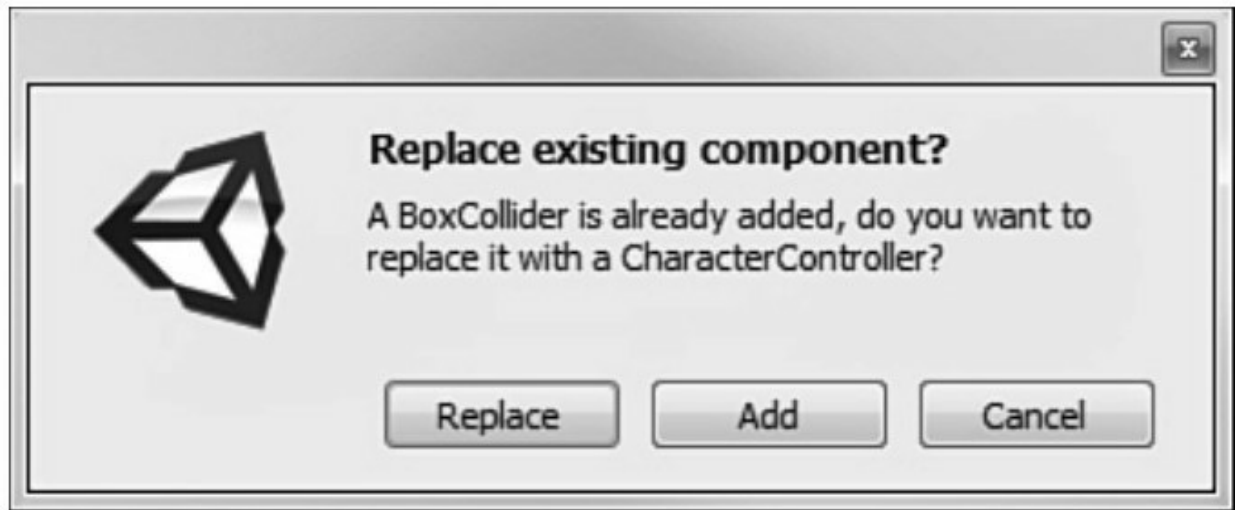 x
Replace existing component?
A BoxCollider is already added, do you want to
replace it with a CharacterController?
Replace
Add
Cancel